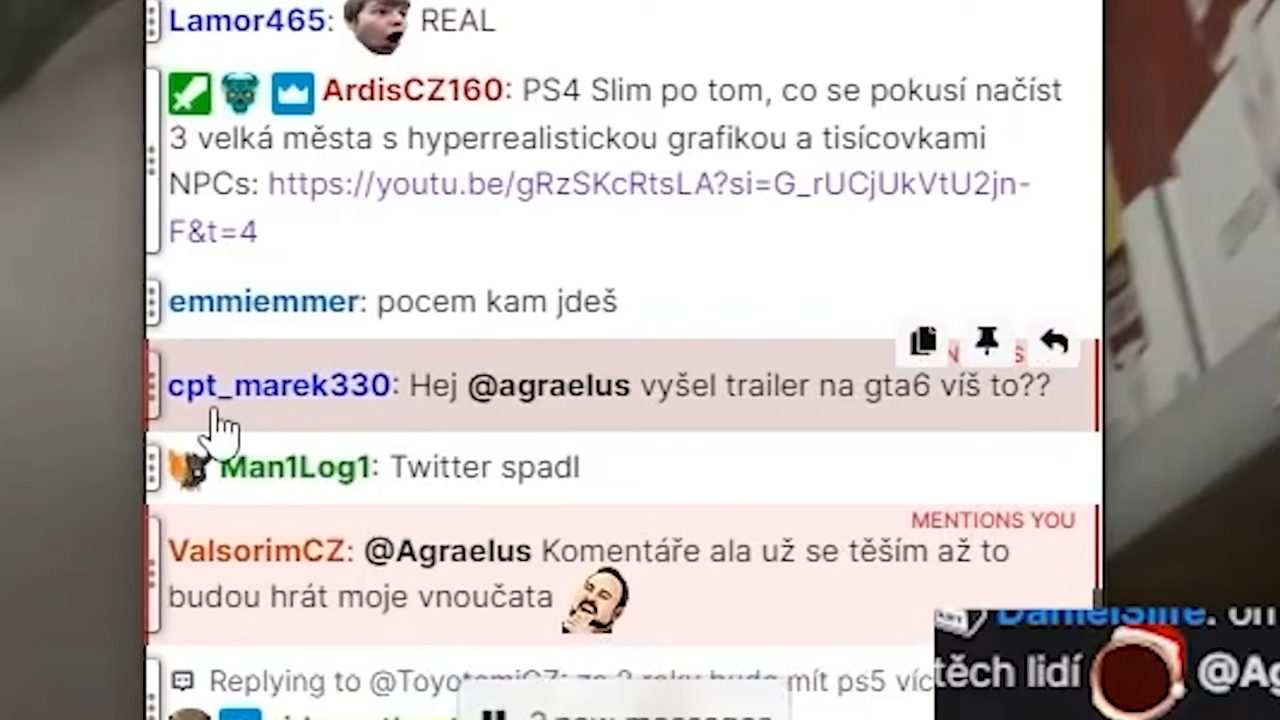 Lamor465: REAL
ArdisCZ160: PS4 Slim po tom, co se pokusí načíst
3 velká města s hyperrealistickou grafikou a tisícovkami
NPCs: https://youtu.be/gRzSKcRtsLA?si=G_rUCjUkVtU2jn-
F&t=4
emmiemmer: pocem kam jdeš
cpt_marek330: Hej @agraelus vyšel trailer na gta6 víš to??
Man1Log1: Twitter spadl
MENTIONS YOU
ValsorimCZ: @Agraelus Komentáře ala už se těším až to
budou hrát moje vnoučata
Replying to @ToyotomiCZ: za 2 roky bude mít ps5 víc
těch lidí @Ag
2 new messages